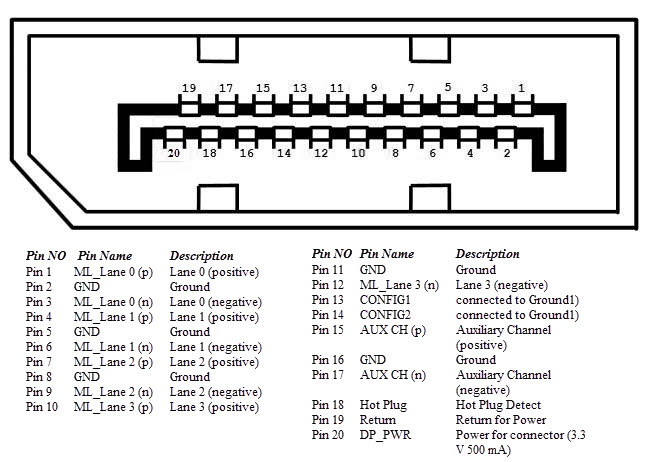 19 17 15 13 11 9 7 5 3 1
20 18 16 14 12 10 8 6 4 2
Pin NO Pin Name Description
Pin 1 ML_Lane 0 (p) Lane 0 (positive)
Pin 2 GND Ground
Pin 3 ML_Lane 0 (n) Lane 0 (negative)
Pin 4 ML_Lane 1 (p) Lane 1 (positive)
Pin 5 GND Ground
Pin 6 ML_Lane 1 (n) Lane 1 (negative)
Pin 7 ML_Lane 2 (p) Lane 2 (positive)
Pin 8 GND Ground
Pin 9 ML_Lane 2 (n) Lane 2 (negative)
Pin 10 ML_Lane 3 (p) Lane 3 (positive)
Pin NO Pin Name Description
Pin 11 GND Ground
Pin 12 ML_Lane 3 (n) Lane 3 (negative)
Pin 13 CONFIG1 connected to Ground1)
Pin 14 CONFIG2 connected to Ground1)
Pin 15 AUX CH (p) Auxiliary Channel
(positive)
Pin 16 GND Ground
Pin 17 AUX CH (n) Auxiliary Channel
(negative)
Pin 18 Hot Plug Hot Plug Detect
Pin 19 Return Return for Power
Pin 20 DP_PWR Power for connector (3.3
V 500 mA)